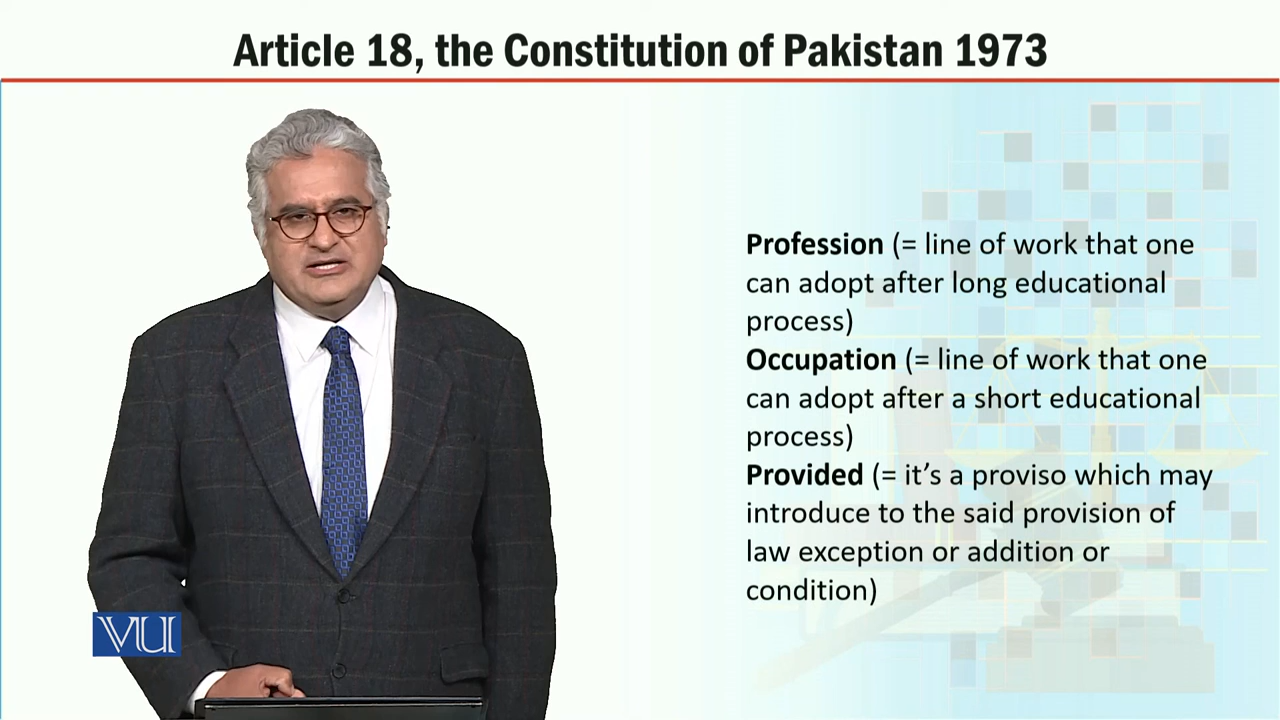 Article 18, the Constitution of Pakistan 1973
Profession (= line of work that one
can adopt after long educational
process)
Occupation (= line of work that one
can adopt after a short educational
process)
Provided (= it’s a proviso which may
introduce to the said provision of
law exception or addition or
condition)
VU